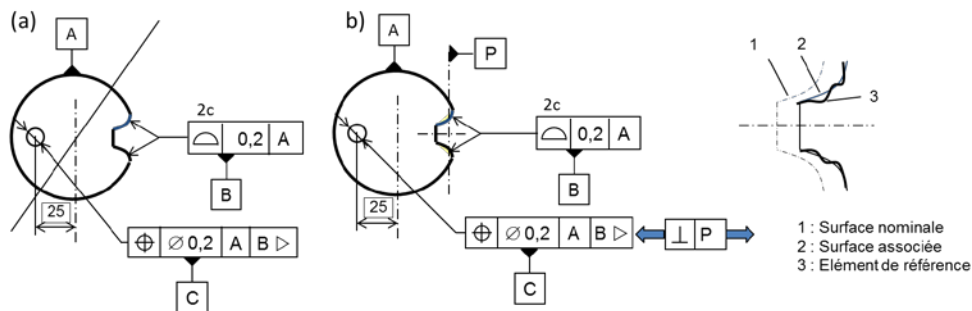 (a)
A
2c
⌓ 0,2 A
B
25
⌖ ∅ 0,2 A B ▷
C
b)
A
P
2c
⌓ 0,2 A
B
25
⌖ ∅ 0,2 A B ▷
⊥ P
C
1 2
3
1 : Surface nominale
2 : Surface associée
3 : Elément de référence